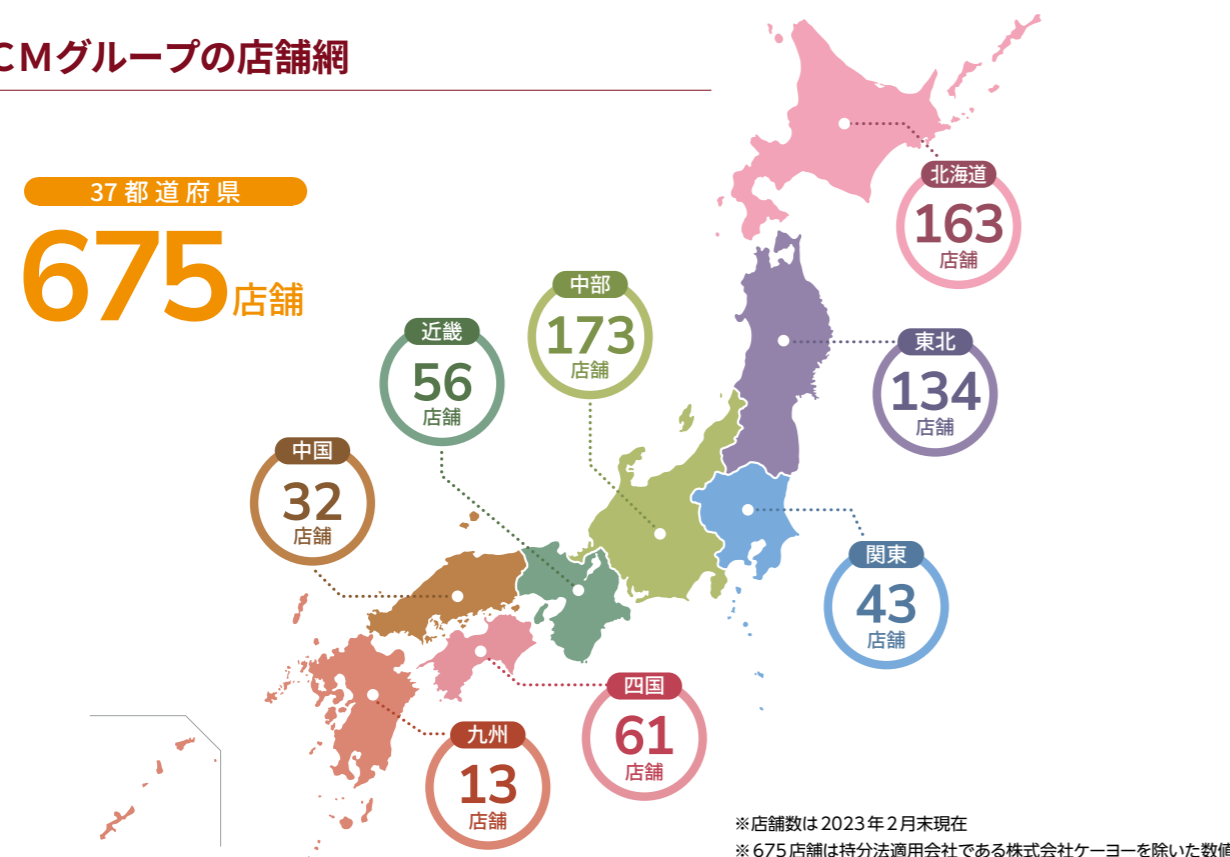 CMグループの店舗網
37都道府県
675店舗
北海道
163
店舗
中部
173
店舗
近畿
56
店舗
東北
134
店舗
中国
32
店舗
関東
43
店舗
四国
61
店舗
九州
13
店舗
※店舗数は2023年2月末現在
※675店舗は持分法適用会社である株式会社ケーヨーを除いた数値